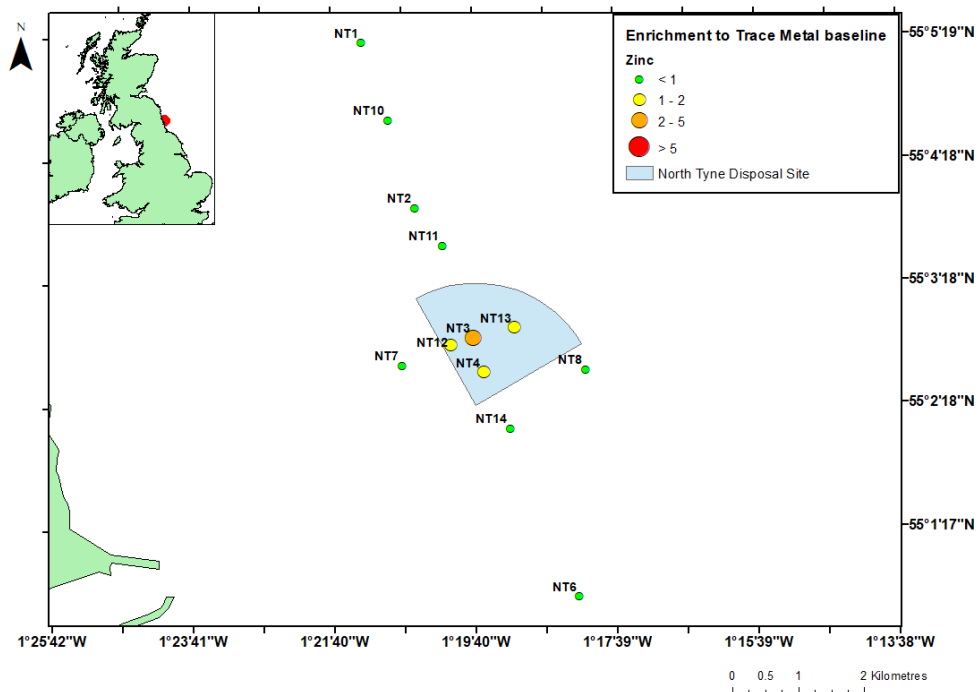 N
NT1
NT10
NT2
NT11
NT3
NT13
NT12
NT7
NT4
NT8
NT14
NT6
Enrichment to Trace Metal baseline
Zinc
< 1
1 - 2
2 - 5
> 5
North Tyne Disposal Site
55°5'19"N
55°4'18"N
55°3'18"N
55°2'18"N
55°1'17"N
1°25'42"W
1°23'41"W
1°21'40"W
1°19'40"W
1°17'39"W
1°15'39"W
1°13'38"W
0 0.5 1 2 Kilometres